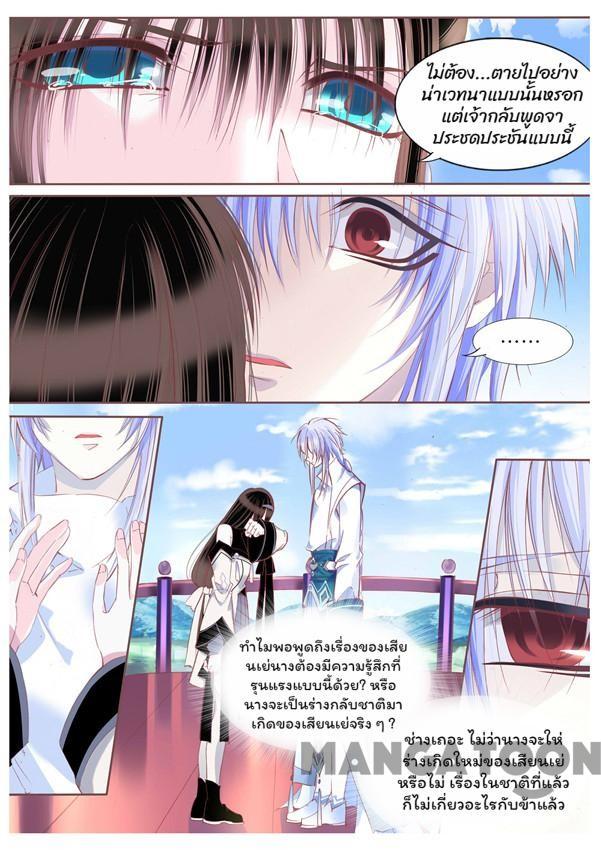 ไม่ต้อง...ตายไปอย่าง
น่าเวทนาแบบนั้นหรอก
แต่เจ้ากลับพูดจา
ประชดประชันแบบนี้
......
ทำไมพอพูดถึงเรื่องของเสีย
นเย่นางต้องมีความรู้สึกที่
รุนแรงแบบนี้ด้วย? หรือ
นางจะเป็นร่างกลับชาติมา
เกิดของเสียนเย่จริง ๆ ?
ช่างเถอะ ไม่ว่านางจะให่
ร่างเกิดใหม่ของเสียนเย่
หรือไม่ เรื่องในชาติที่แล้ว
ก็ไม่เกี่ยวอะไรกับข้าแล้ว
MANGATOON